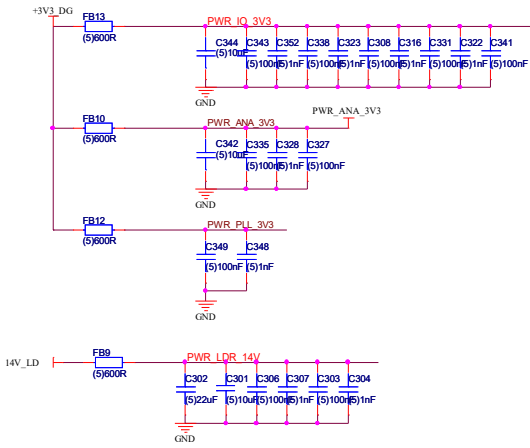 +3V3_DG
FB13
(5)600R
PWR_IO_3V3
C344 C343 C352 C338 C323 C308 C316 C331 C322 C341
(5)10uF (5)100nF (5)1nF (5)100nF (5)100nF (5)100nF (5)1nF (5)100nF (5)1nF (5)100nF
GND
FB10
(5)600R
PWR_ANA_3V3
PWR_ANA_3V3
C342 C335 C328 C327
(5)10uF (5)100nF (5)1nF (5)100nF
GND
FB12
(5)600R
PWR_PLL_3V3
C349 C348
(5)100nF (5)1nF
GND
14V_LD
FB9
(5)600R
PWR_LDR_14V
C302 C301 C306 C307 C303 C304
(5)22uF (5)10uF (5)100nF (5)1nF (5)100nF (5)1nF
GND